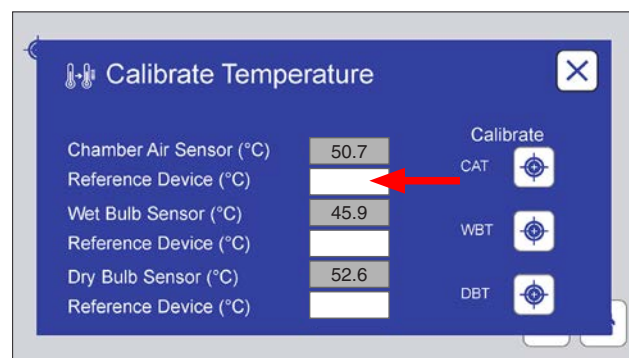 Calibrate Temperature
Calibrate
Chamber Air Sensor (°C) 50.7
CAT
Reference Device (°C)
Wet Bulb Sensor (°C) 45.9
WBT
Reference Device (°C)
Dry Bulb Sensor (°C) 52.6
DBT
Reference Device (°C)